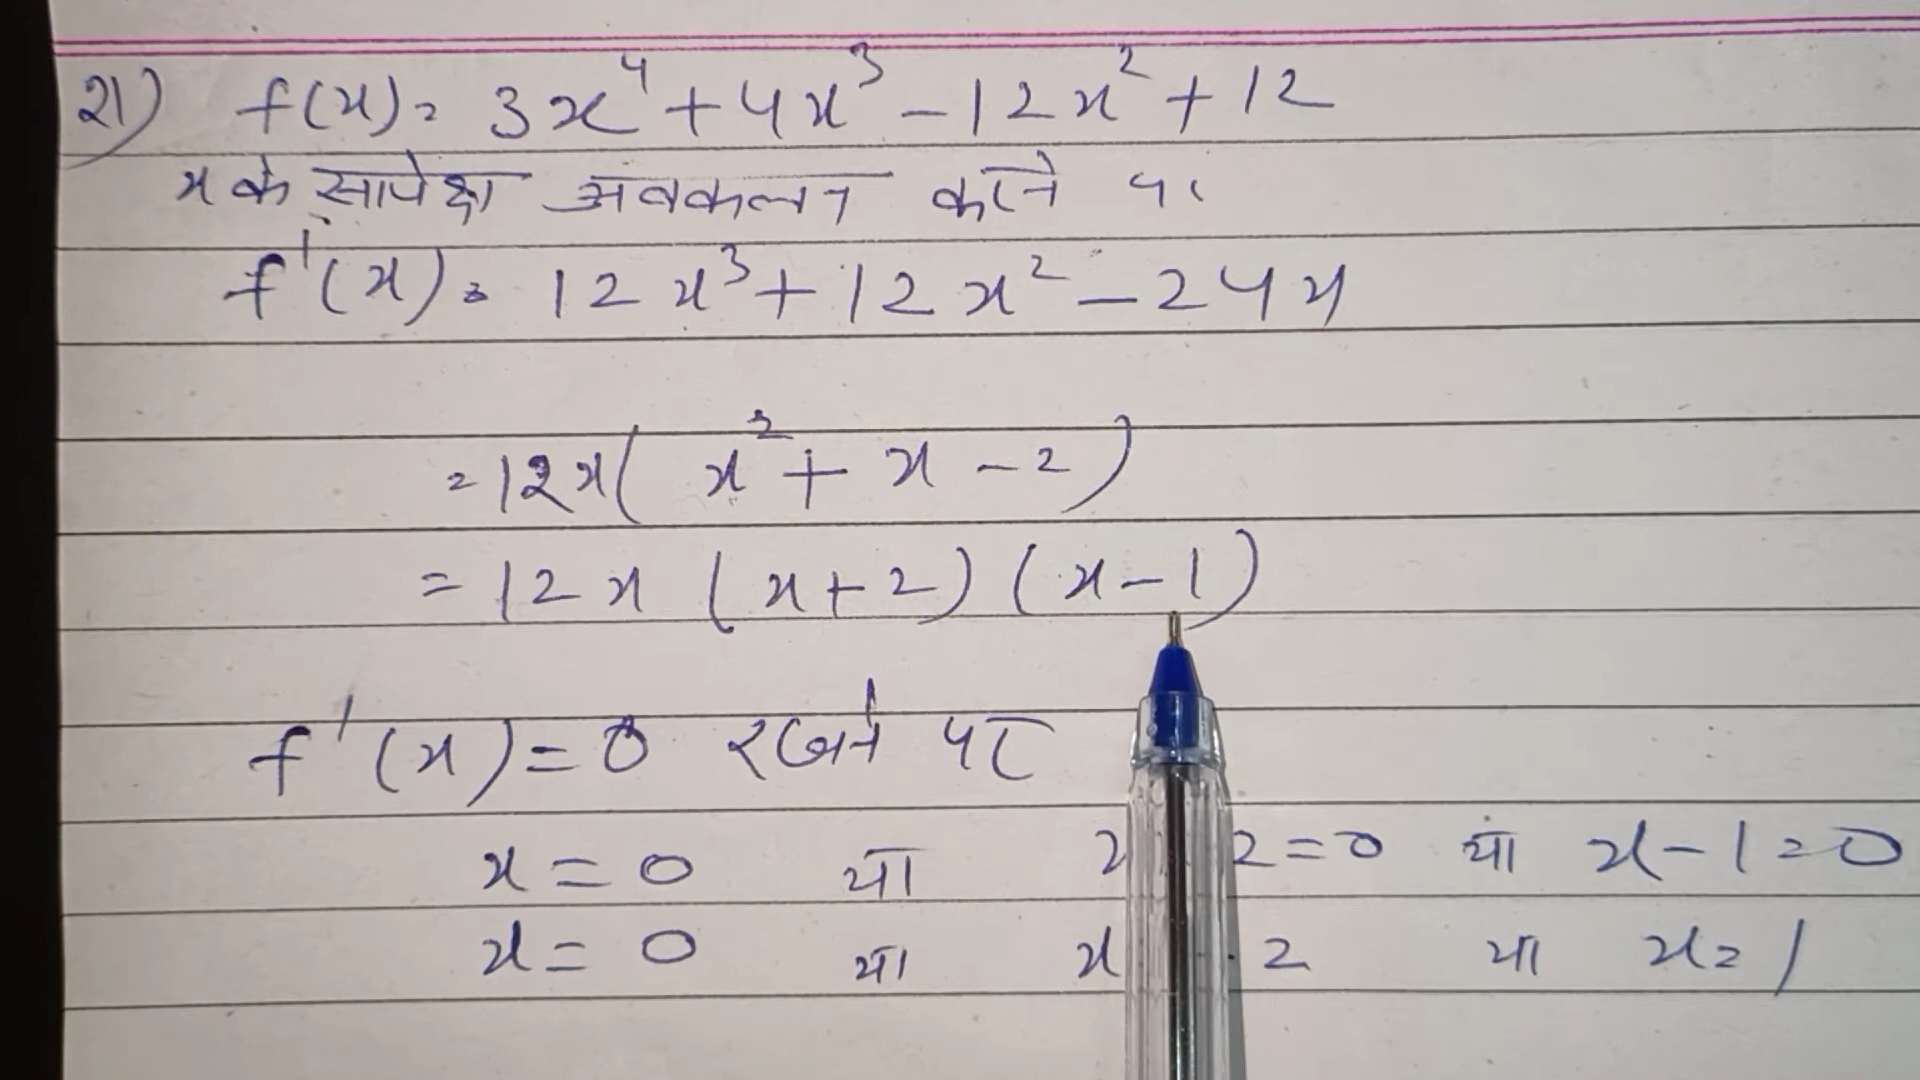 21) f(x)= 3x⁴+4x³-12x²+12
x के सापेक्ष अवकलन करने पर
f'(x)= 12x³+12x²-24x
=12x(x²+x-2)
=12x(x+2)(x-1)
f'(x)=0 रखने पर
x=0 या 2=0 या x-1=0
x=0 या x 2 या x=1